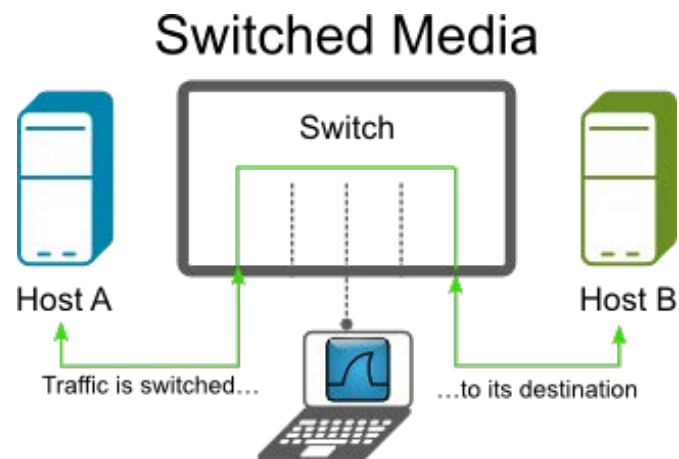 Switched Media
Switch
Host A
Host B
Traffic is switched...
...to its destination